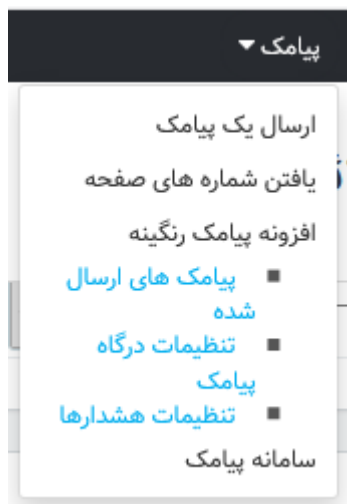 پیامک
ارسال یک پیامک
یافتن شماره های صفحه
افزونه پیامک رنگینه
پیامک های ارسال
شده
تنظیمات درگاه
پیامک
تنظیمات هشدارها
سامانه پیامک